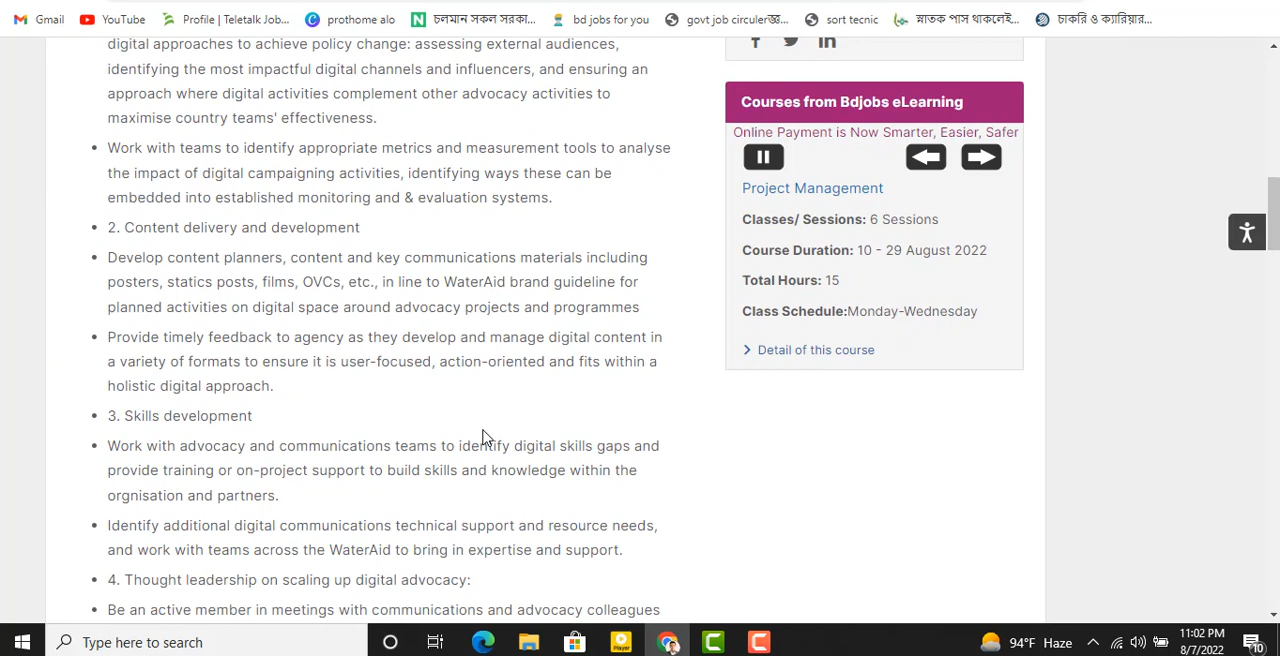 Gmail YouTube Profile | Teletalk Job... prothome alo চলমান সকল সরকা... bd jobs for you govt job circulerজ্ঞ... sort tecnic স্নাতক পাস থাকলেই... চাকরি ও ক্যারিয়ার...
digital approaches to achieve policy change: assessing external audiences,
identifying the most impactful digital channels and influencers, and ensuring an
approach where digital activities complement other advocacy activities to
maximise country teams' effectiveness.
• Work with teams to identify appropriate metrics and measurement tools to analyse
the impact of digital campaigning activities, identifying ways these can be
embedded into established monitoring and & evaluation systems.
• 2. Content delivery and development
• Develop content planners, content and key communications materials including
posters, statics posts, films, OVCs, etc., in line to WaterAid brand guideline for
planned activities on digital space around advocacy projects and programmes
• Provide timely feedback to agency as they develop and manage digital content in
a variety of formats to ensure it is user-focused, action-oriented and fits within a
holistic digital approach.
• 3. Skills development
• Work with advocacy and communications teams to identify digital skills gaps and
provide training or on-project support to build skills and knowledge within the
orgnisation and partners.
• Identify additional digital communications technical support and resource needs,
and work with teams across the WaterAid to bring in expertise and support.
• 4. Thought leadership on scaling up digital advocacy:
• Be an active member in meetings with communications and advocacy colleagues
Courses from Bdjobs eLearning
Online Payment is Now Smarter, Easier, Safer
Project Management
Classes/ Sessions: 6 Sessions
Course Duration: 10 - 29 August 2022
Total Hours: 15
Class Schedule:Monday-Wednesday
Detail of this course
Type here to search
Player
94°F Haze
11:02 PM
8/7/2022
10